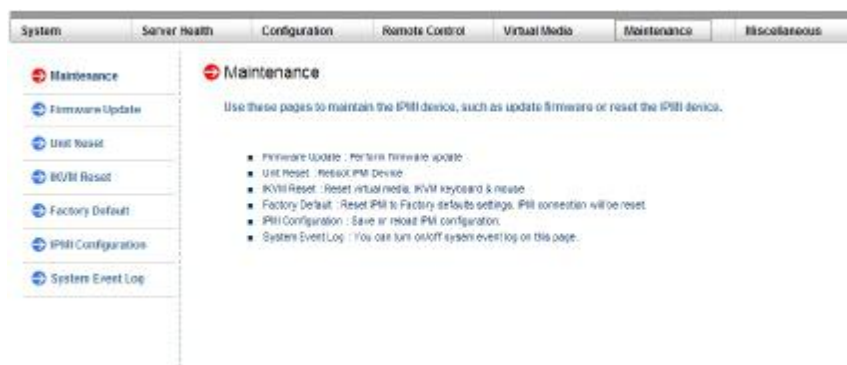 System Server Health Configuration Remote Control Virtual Media Maintenance Miscellaneous
Maintenance
Firmware Update
Unit Reset
IKVM Reset
Factory Default
IPMI Configuration
System Event Log
Maintenance
Use these pages to maintain the IPMI device, such as update firmware or reset the IPMI device.
Firmware Update : Perform firmware update
Unit Reset : Reboot IPMI Device
IKVM Reset : Reset virtual media, IKVM keyboard & mouse
Factory Default : Reset IPMI to Factory defaults settings. IPMI connection will be reset.
IPMI Configuration : Save or reload IPMI configuration.
System Event Log : You can turn on/off sysem event log on this page.